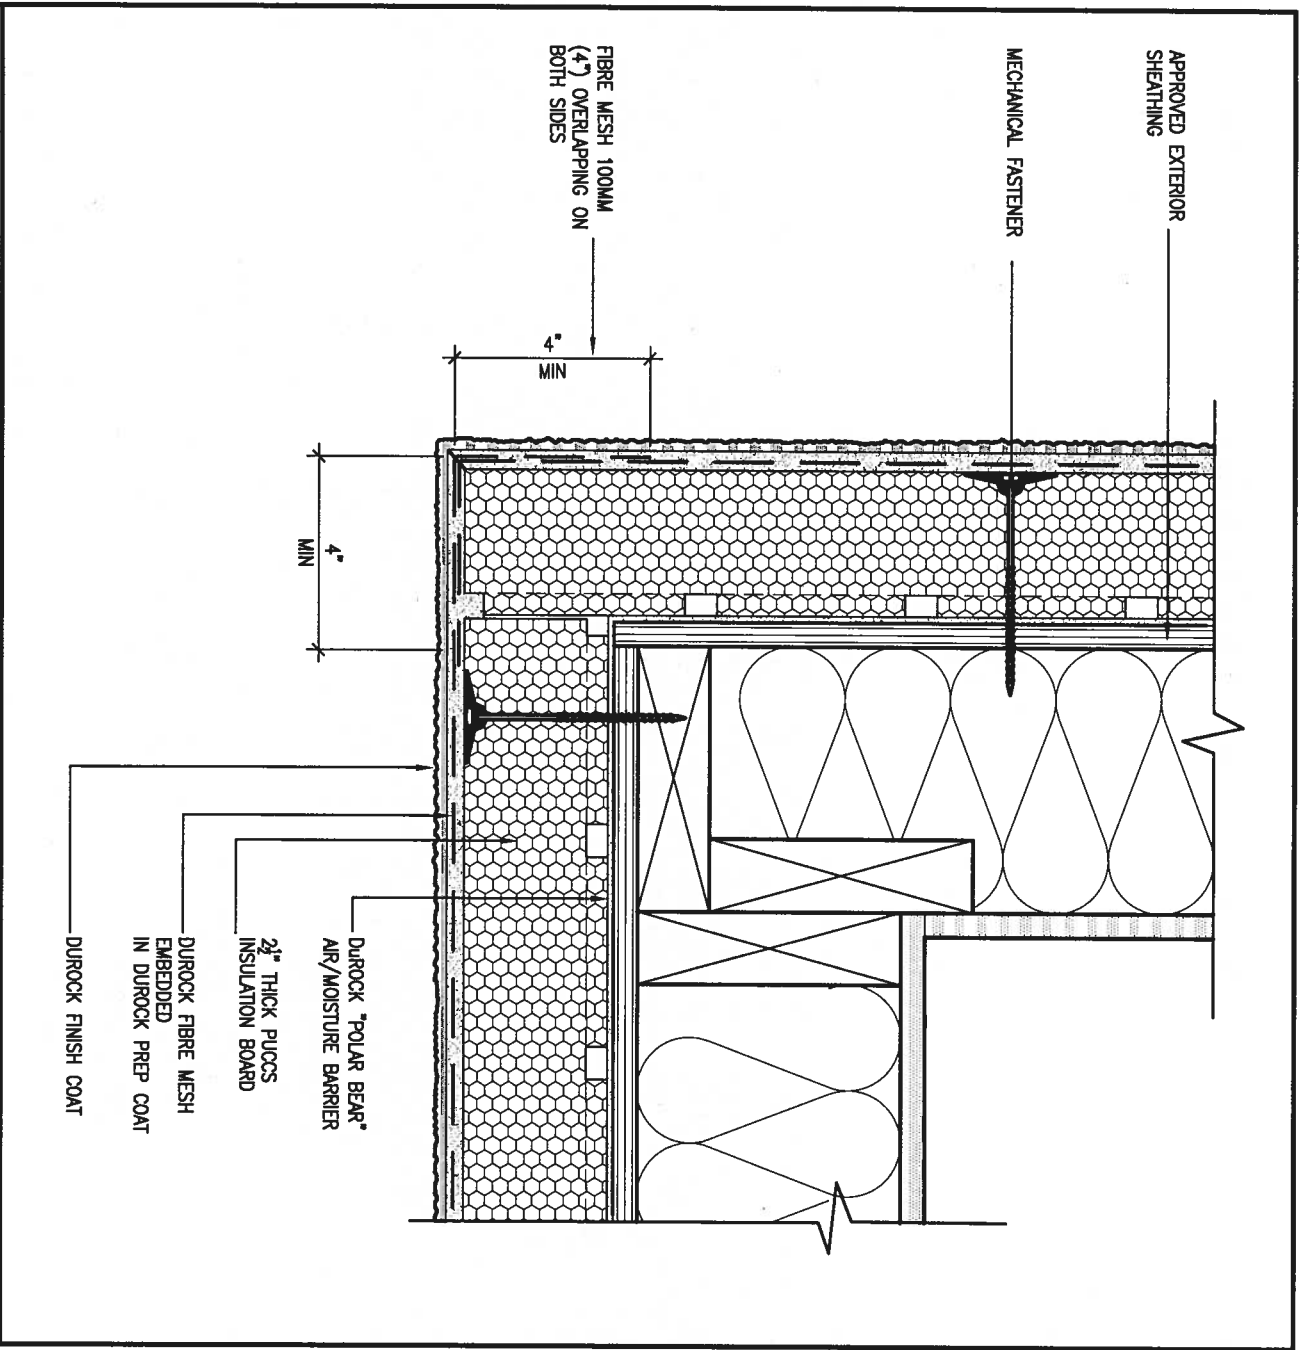 APPROVED EXTERIOR
SHEATHING
MECHANICAL FASTENER
FIBRE MESH 100MM
(4") OVERLAPPING ON
BOTH SIDES
4"
MIN
4"
MIN
DuROCK "POLAR BEAR"
AIR/MOISTURE BARRIER
2½" THICK PUCCS
INSULATION BOARD
DUROCK FIBRE MESH
EMBEDDED
IN DUROCK PREP COAT
DUROCK FINISH COAT